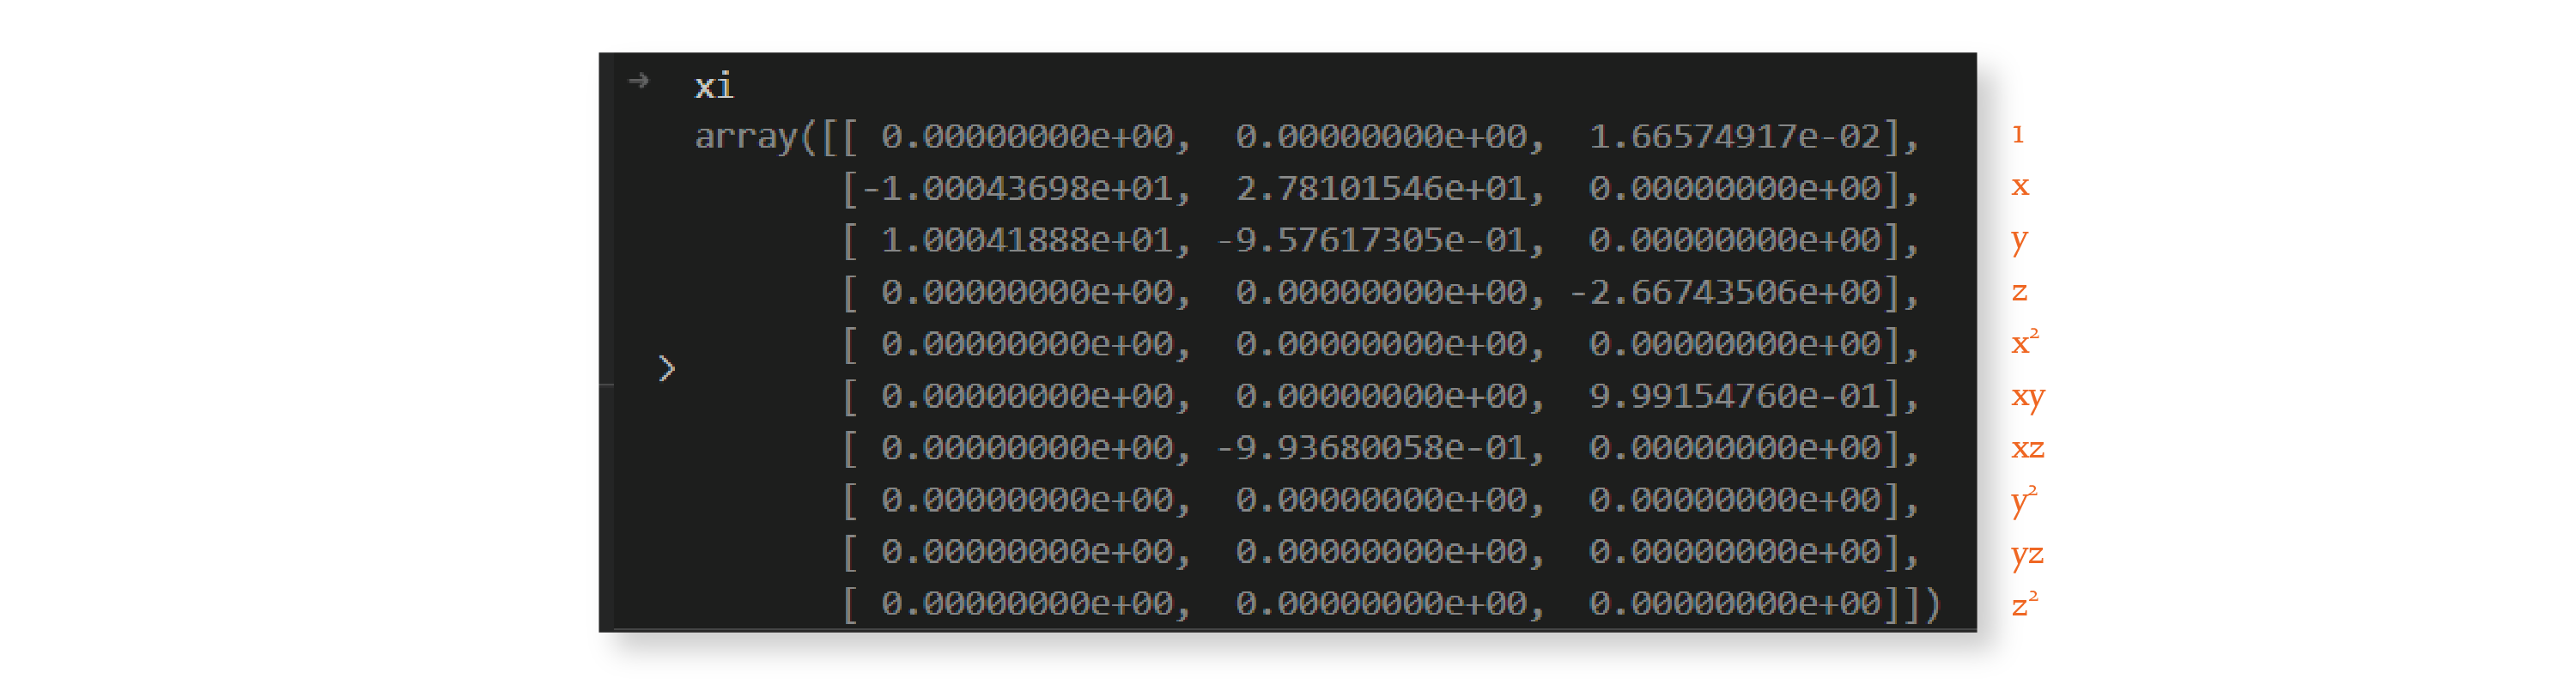 → xi
array([[ 0.00000000e+00,  0.00000000e+00,  1.66574917e-02], 1
[-1.00043698e+01,  2.78101546e+01,  0.00000000e+00], x
[ 1.00041888e+01, -9.57617305e-01,  0.00000000e+00], y
[ 0.00000000e+00,  0.00000000e+00, -2.66743506e+00], z
[ 0.00000000e+00,  0.00000000e+00,  0.00000000e+00], x²
> [ 0.00000000e+00,  0.00000000e+00,  9.99154760e-01], xy
[ 0.00000000e+00, -9.93680058e-01,  0.00000000e+00], xz
[ 0.00000000e+00,  0.00000000e+00,  0.00000000e+00], y²
[ 0.00000000e+00,  0.00000000e+00,  0.00000000e+00], yz
[ 0.00000000e+00,  0.00000000e+00,  0.00000000e+00]]) z²